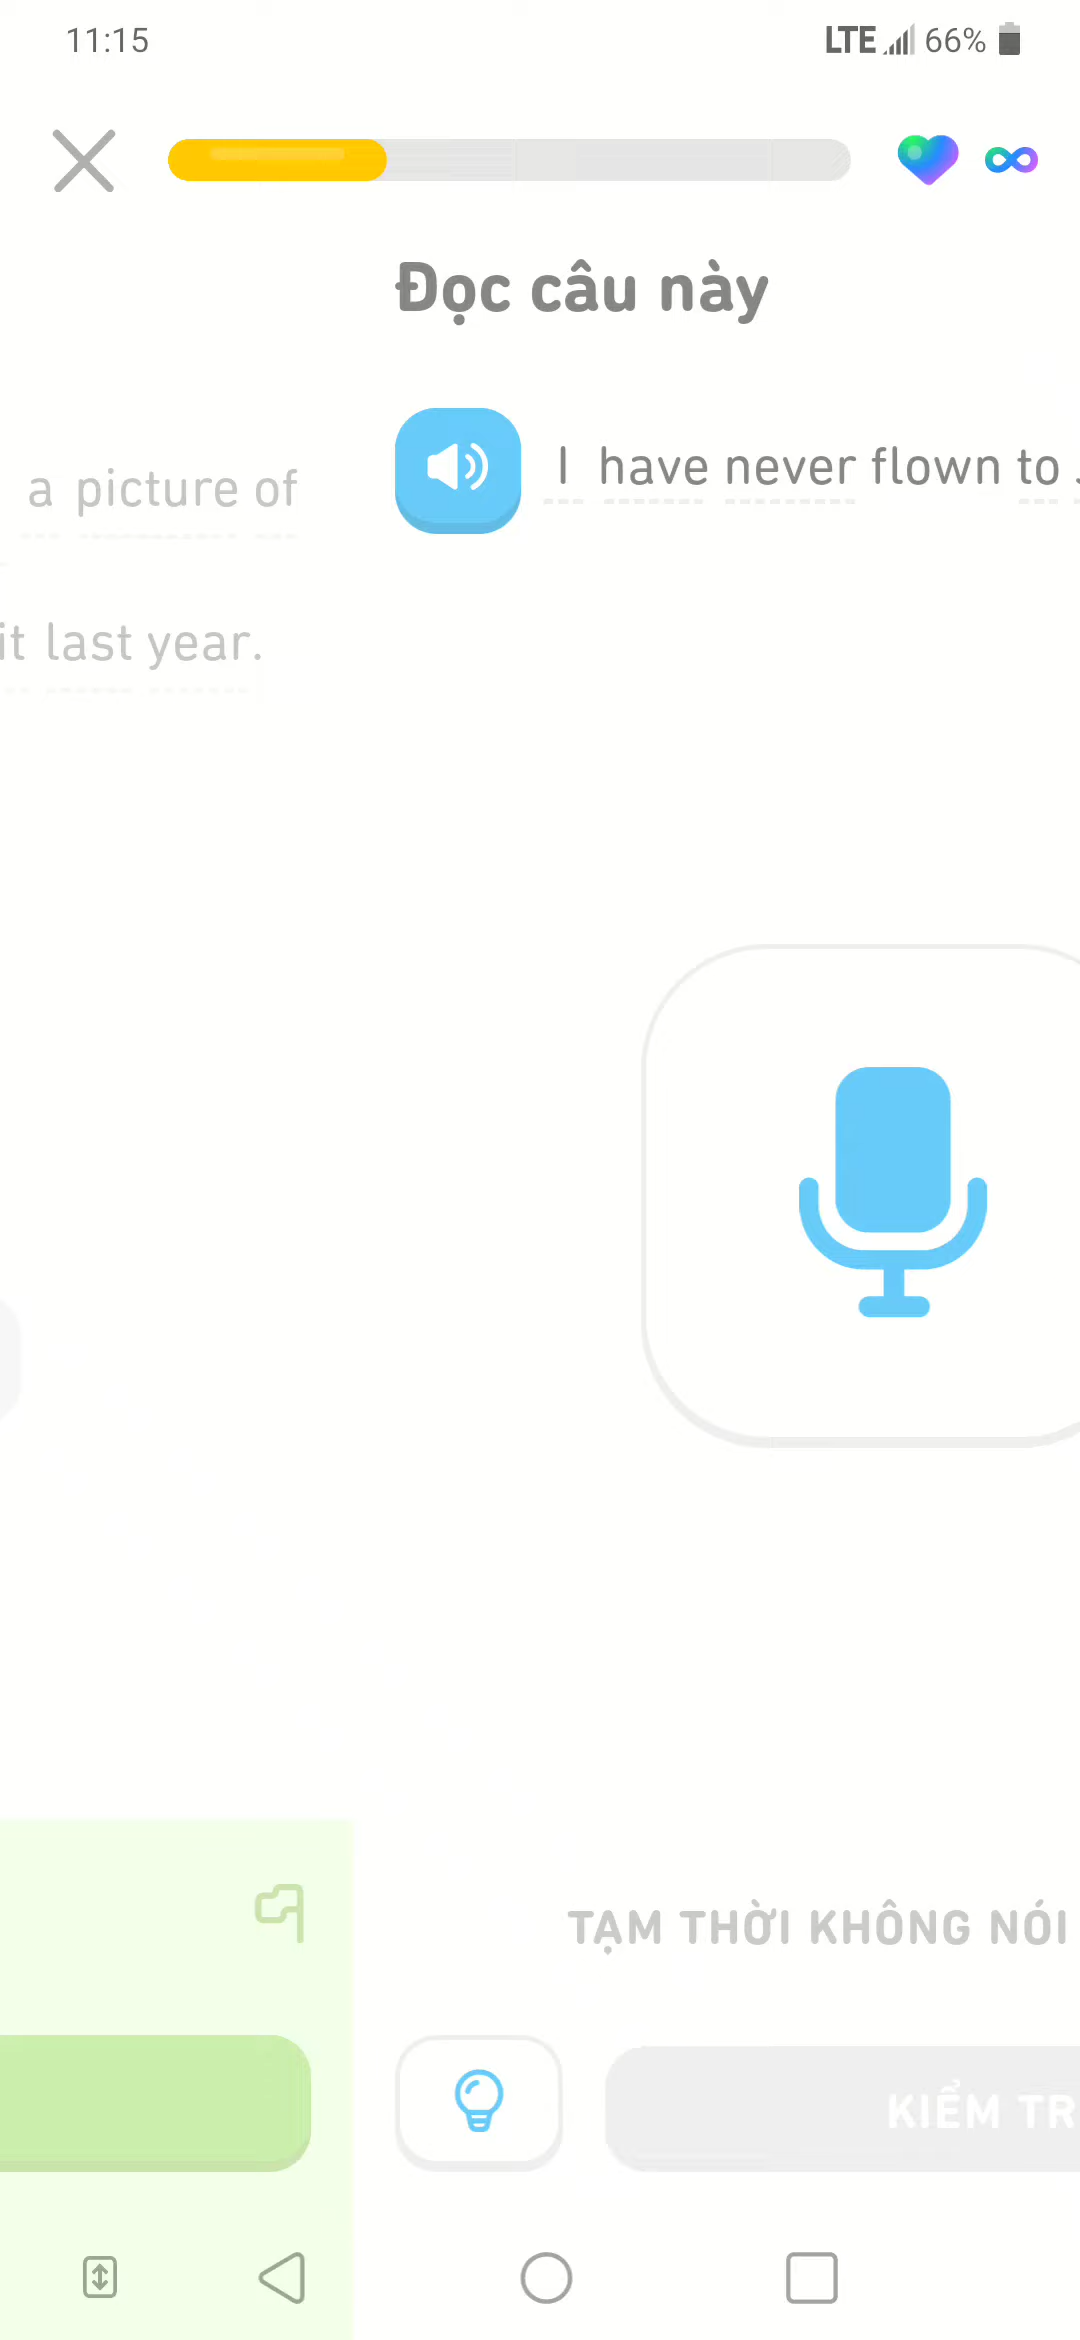 11:15 LTE 66%
Đọc câu này
a picture of
it last year.
I have never flown to
TẠM THỜI KHÔNG NÓI
KIỂM TR